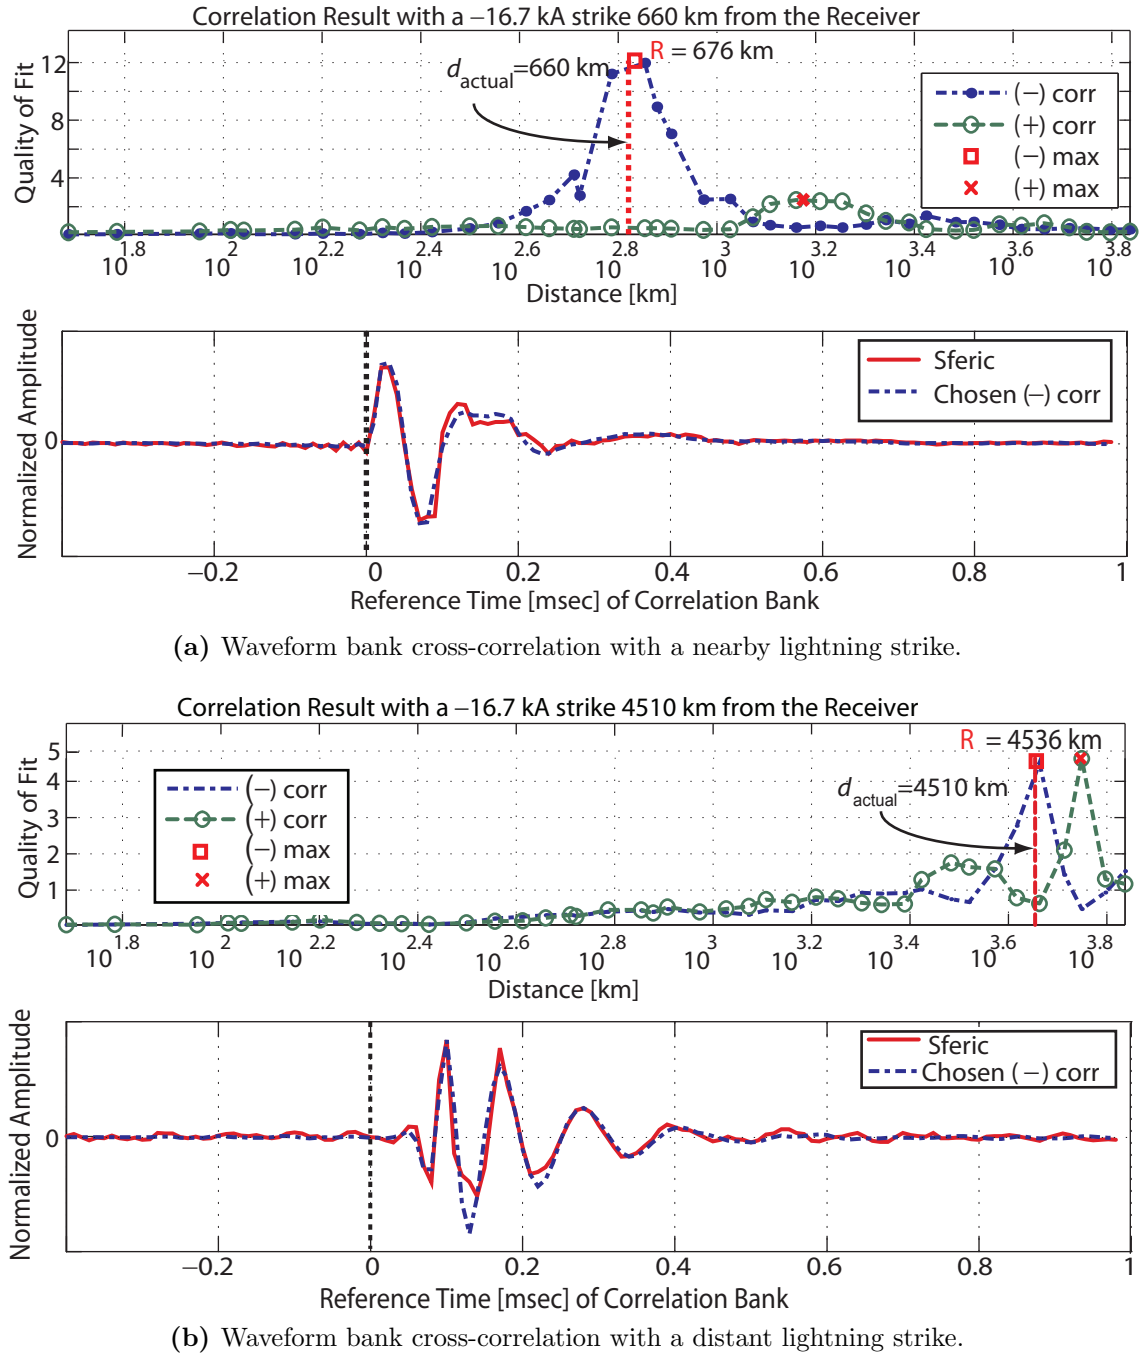 Correlation Result with a −16.7 kA strike 660 km from the Receiver
R = 676 km
d_actual=660 km
Quality of Fit
12
8
4
(−) corr
(+) corr
(−) max
(+) max
10^1.8 10^2 10^2.2 10^2.4 10^2.6 10^2.8 10^3 10^3.2 10^3.4 10^3.6 10^3.8
Distance [km]
Normalized Amplitude
0
Sferic
Chosen (−) corr
−0.2 0 0.2 0.4 0.6 0.8 1
Reference Time [msec] of Correlation Bank
(a) Waveform bank cross-correlation with a nearby lightning strike.
Correlation Result with a −16.7 kA strike 4510 km from the Receiver
R = 4536 km
d_actual=4510 km
Quality of Fit
5
4
3
2
1
(−) corr
(+) corr
(−) max
(+) max
10^1.8 10^2 10^2.2 10^2.4 10^2.6 10^2.8 10^3 10^3.2 10^3.4 10^3.6 10^3.8
Distance [km]
Normalized Amplitude
0
Sferic
Chosen (−) corr
−0.2 0 0.2 0.4 0.6 0.8 1
Reference Time [msec] of Correlation Bank
(b) Waveform bank cross-correlation with a distant lightning strike.